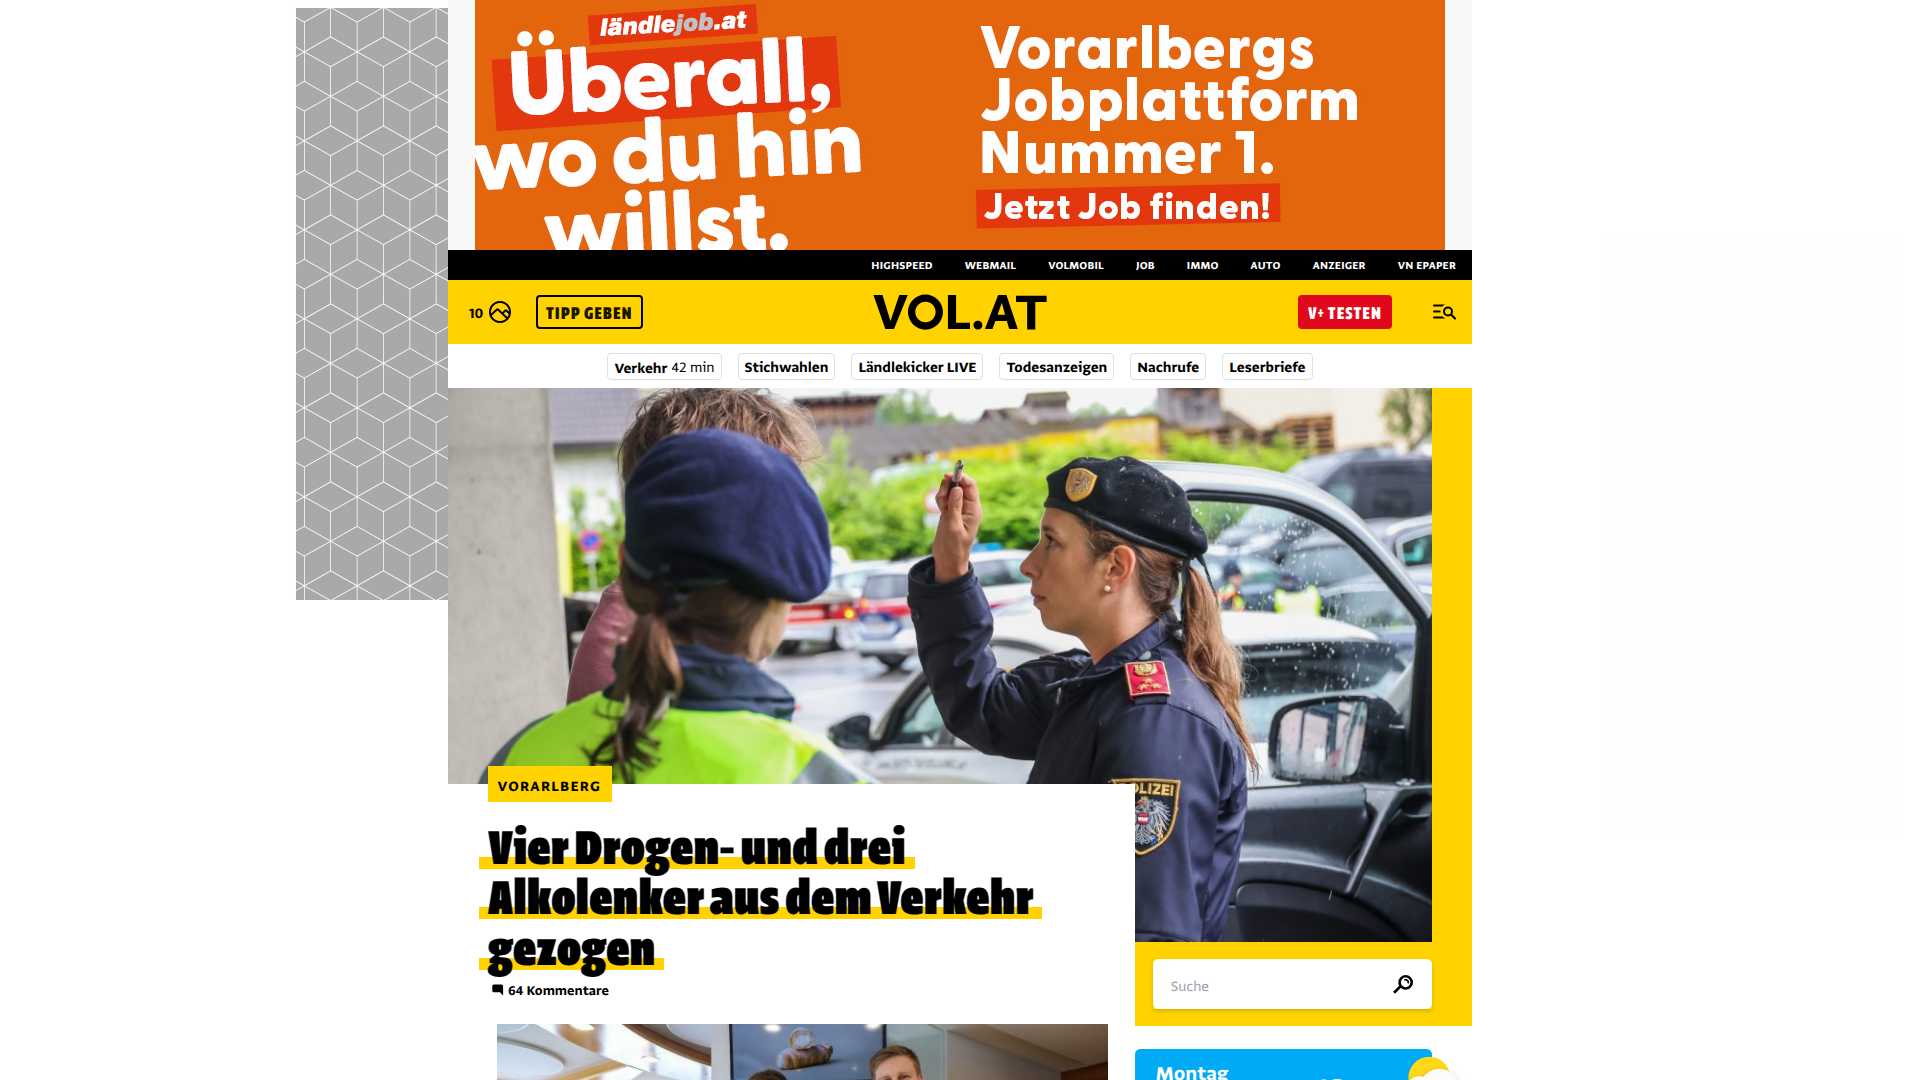 ländlejob.at
Überall,
wo du hin
willst.
Vorarlbergs
Jobplattform
Nummer 1.
Jetzt Job finden!
HIGHSPEED WEBMAIL VOLMOBIL JOB IMMO AUTO ANZEIGER VN EPAPER
10 TIPP GEBEN VOL.AT V+ TESTEN
Verkehr 42 min Stichwahlen Ländlekicker LIVE Todesanzeigen Nachrufe Leserbriefe
POLIZEI
VORARLBERG
Vier Drogen- und drei
Alkolenker aus dem Verkehr
gezogen
64 Kommentare
Suche
Montag